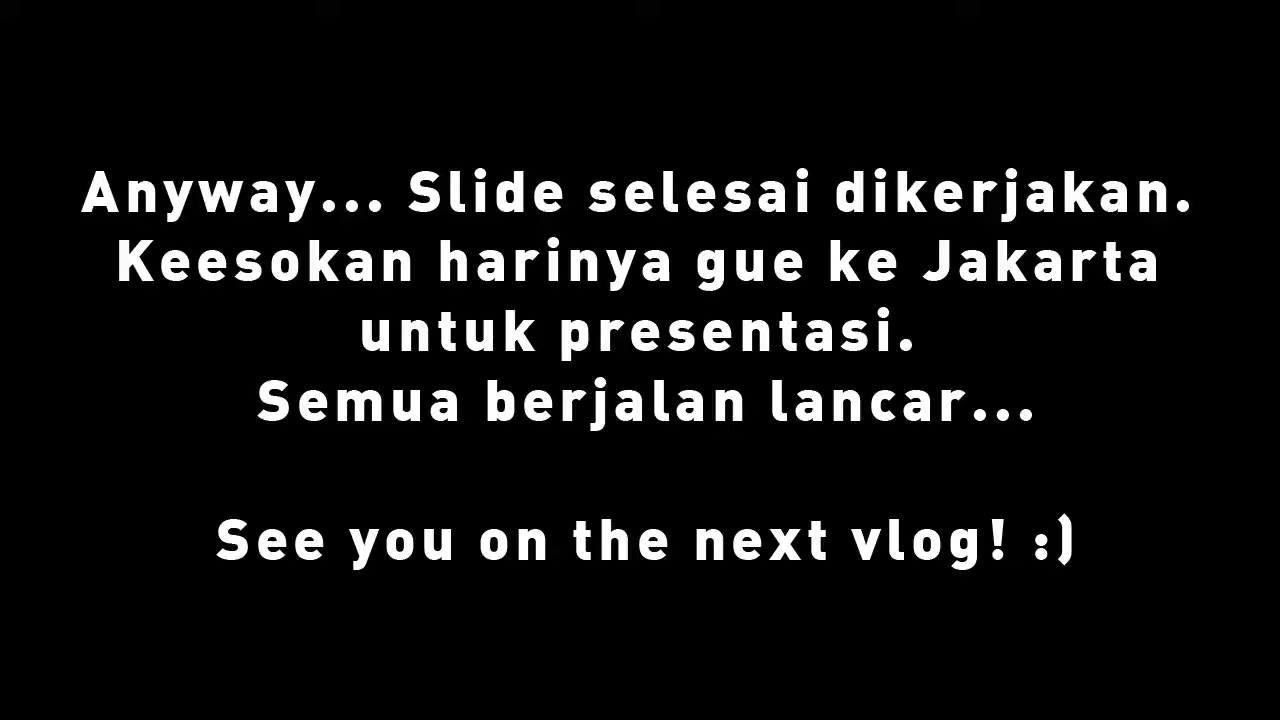 Anyway... Slide selesai dikerjakan.
Keesokan harinya gue ke Jakarta
untuk presentasi.
Semua berjalan lancar...
See you on the next vlog! :)